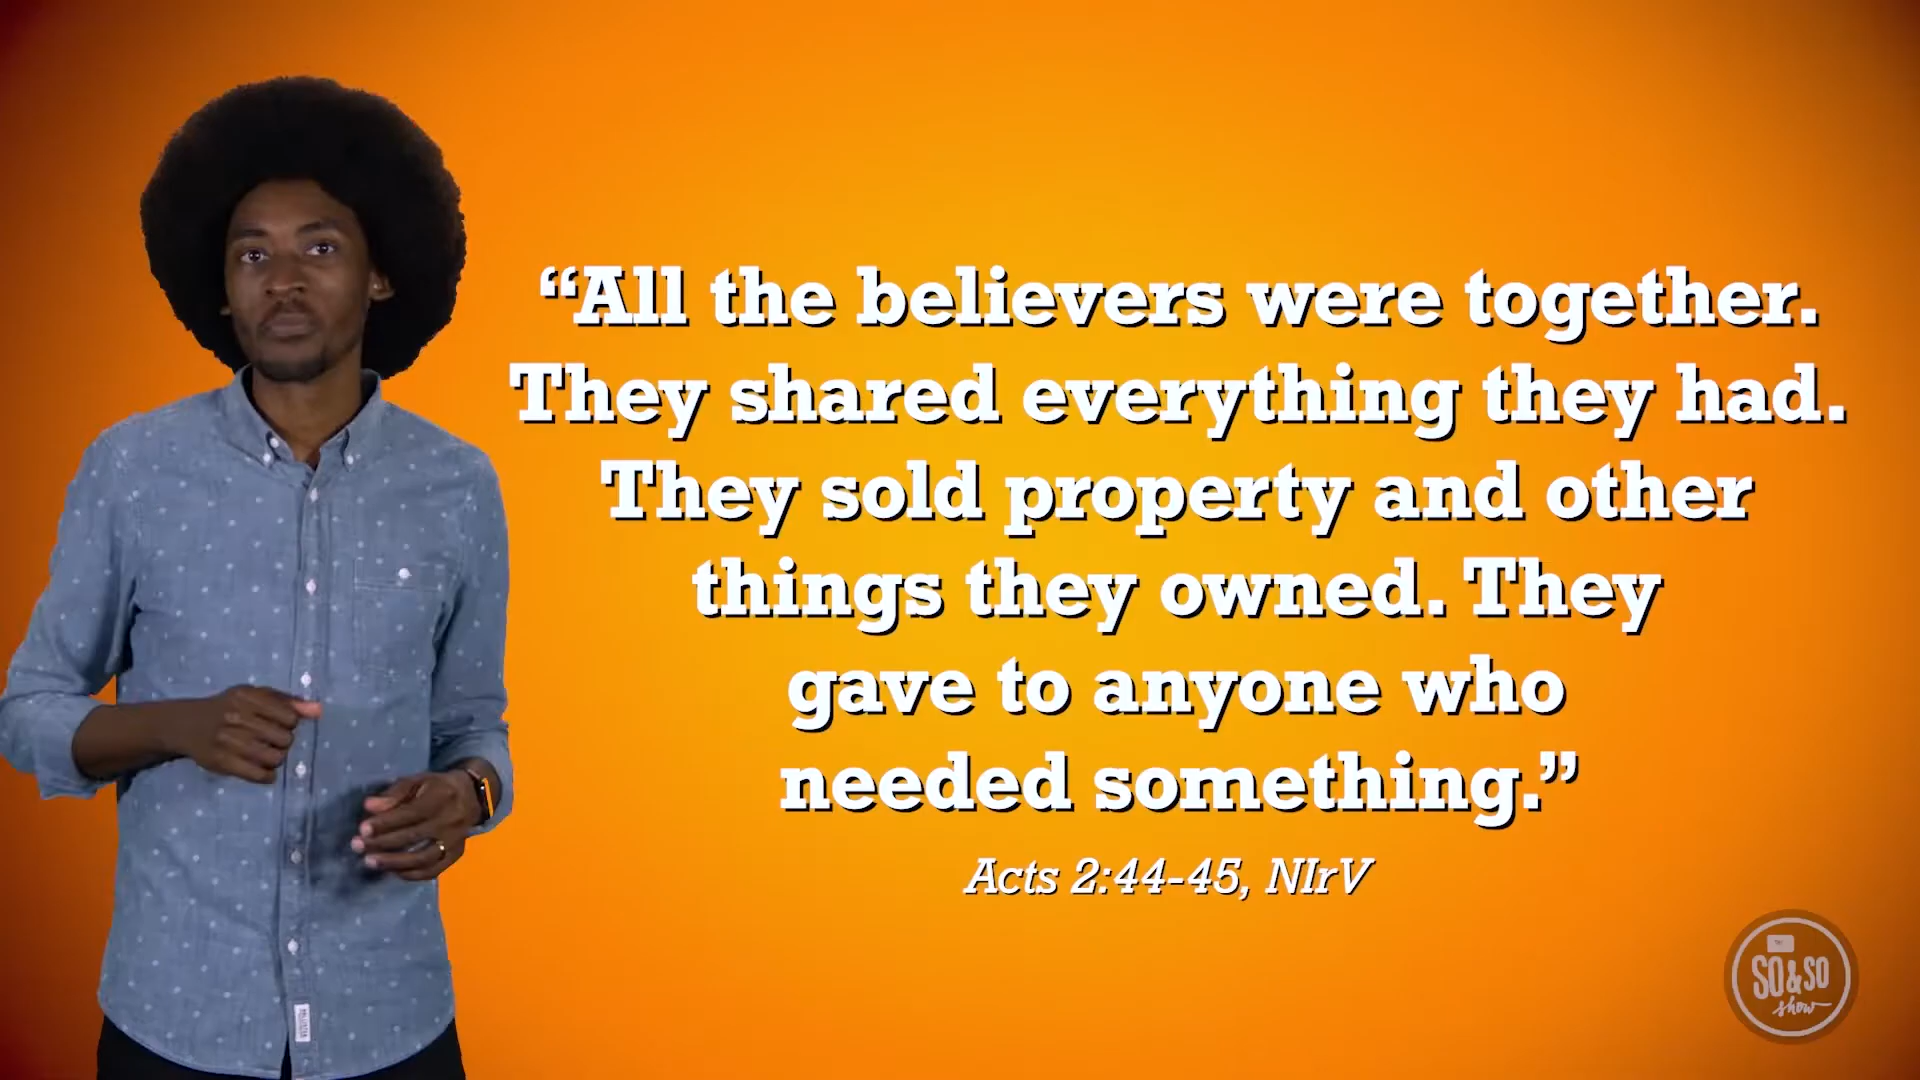 “All the believers were together.
They shared everything they had.
They sold property and other
things they owned. They
gave to anyone who
needed something.”
Acts 2:44-45, NIrV
SO & SO
show